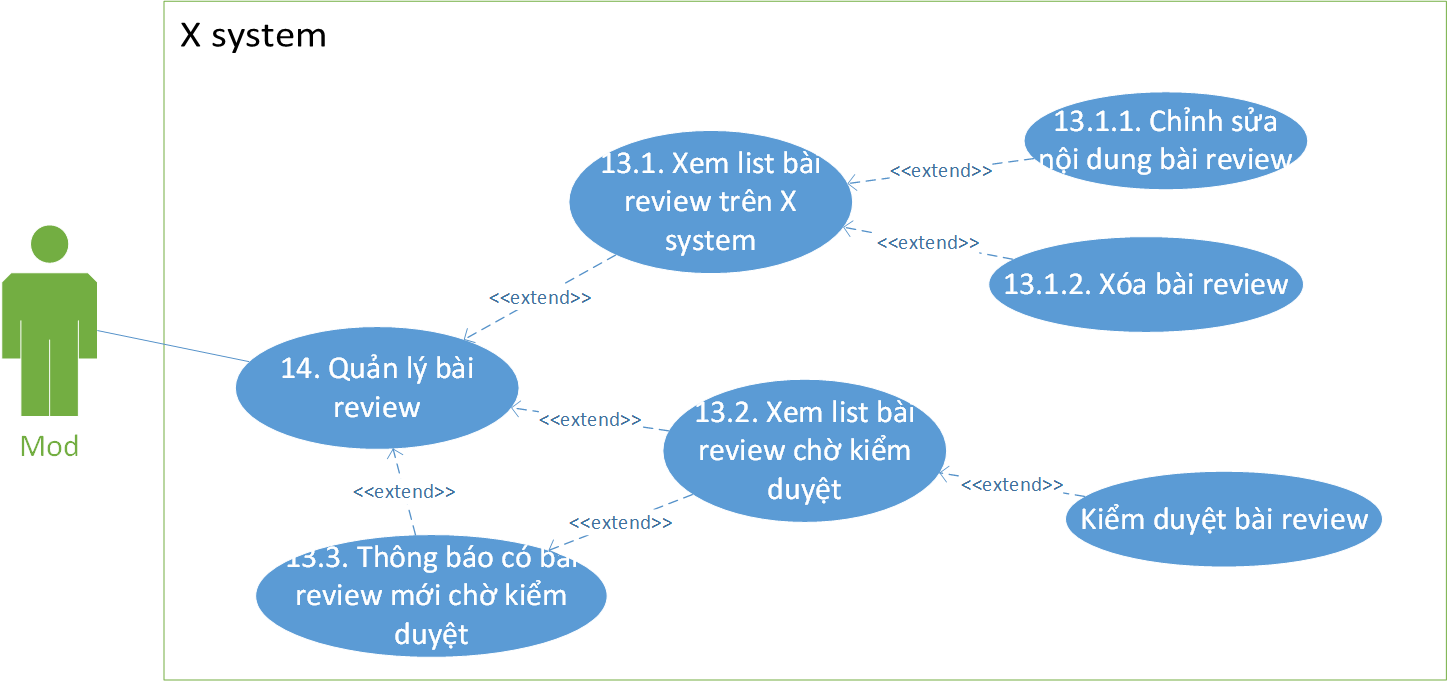 X system
13.1.1. Chỉnh sửa
nội dung bài review
<<extend>>
13.1. Xem list bài
review trên X
system
<<extend>>
13.1.2. Xóa bài review
<<extend>>
14. Quản lý bài
review
Mod
<<extend>>
13.2. Xem list bài
review chờ kiểm
duyệt
<<extend>>
Kiểm duyệt bài review
<<extend>>
<<extend>>
13.3. Thông báo có bài
review mới chờ kiểm
duyệt